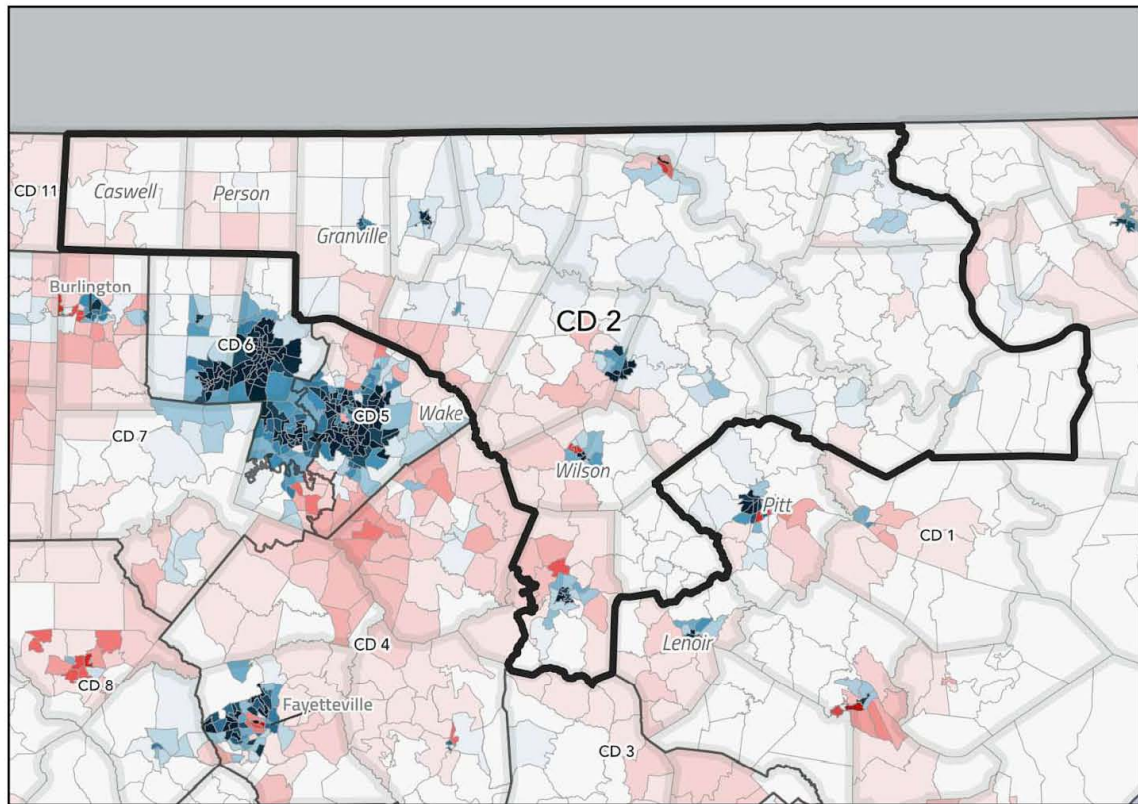 CD 11
Caswell
Person
Granville
Burlington
CD 2
CD 6
CD 5
Wake
CD 7
Wilson
Pitt
CD 1
CD 4
Lenoir
CD 8
Fayetteville
CD 3